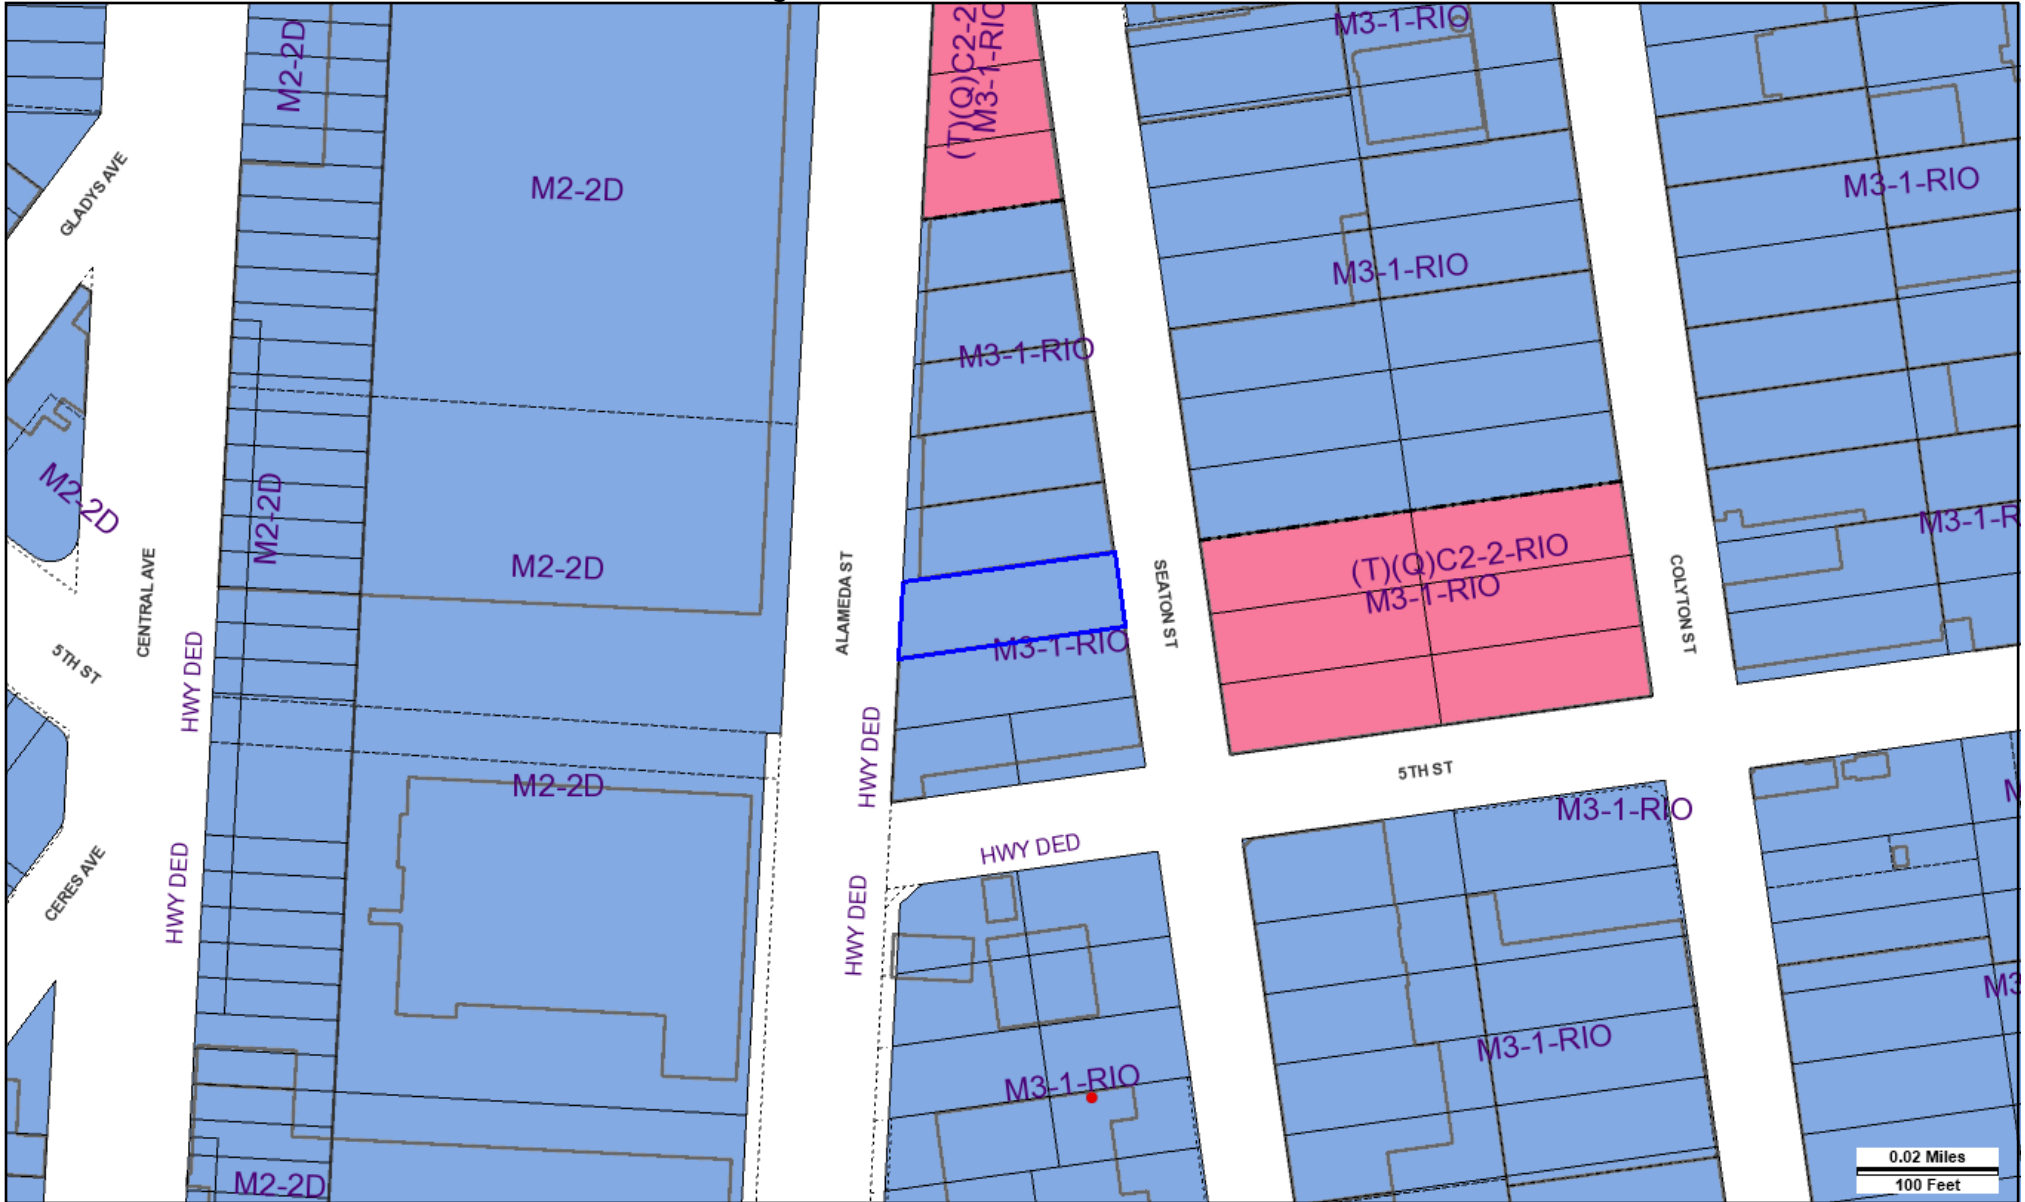 M2-2D
(T)(Q)C2-2
M3-1-RIO
M3-1-RIO
GLADYS AVE
M2-2D
M3-1-RIO
M3-1-RIO
M3-1-RIO
M2-2D
M2-2D
M2-2D
M3-1-R
(T)(Q)C2-2-RIO
M3-1-RIO
CENTRAL AVE
ALAMEDA ST
SEATON ST
COLYTON ST
5TH ST
HWY DED
M3-1-RIO
HWY DED
M2-2D
5TH ST
M3-1-RIO
M
HWY DED
HWY DED
CERES AVE
HWY DED
M3
M3-1-RIO
M3-1-RIO
0.02 Miles
100 Feet
M2-2D